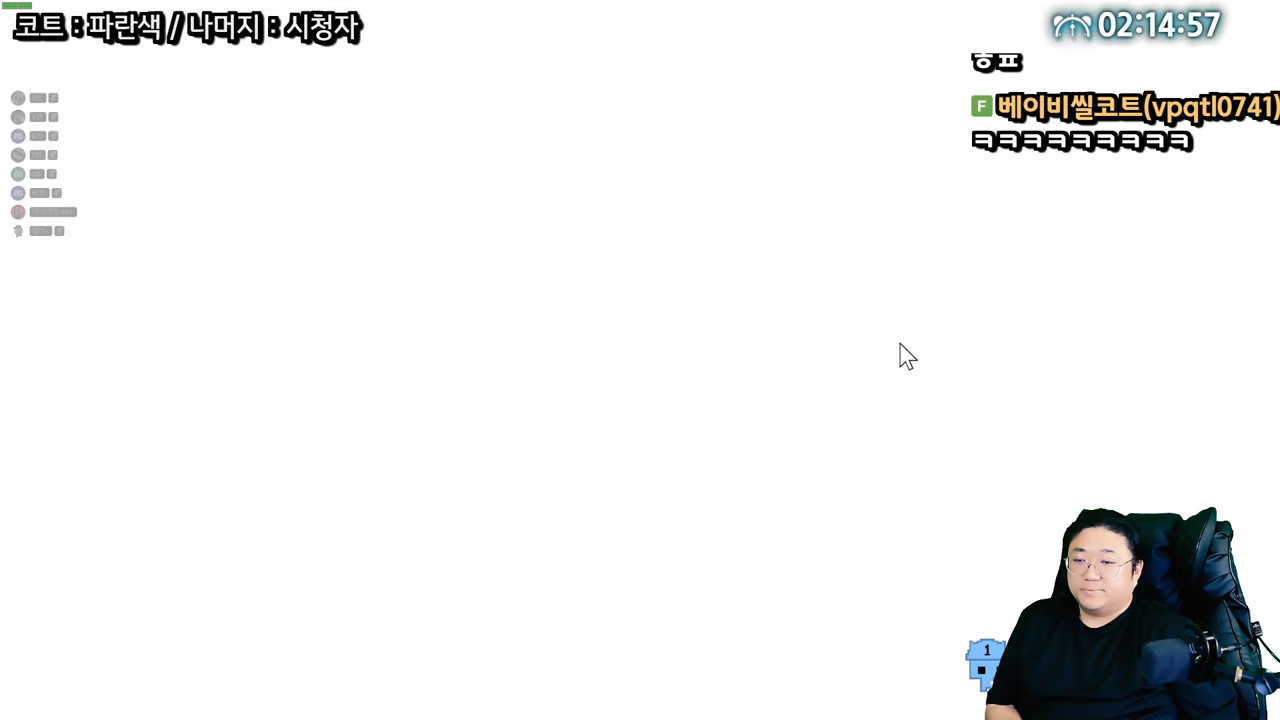 코트 : 파란색 / 나머지 : 시청자
02:14:57
ㅎㅍ
F 베이비씰코트(vpqtl0741)
ㅋㅋㅋㅋㅋㅋㅋㅋㅋ
1